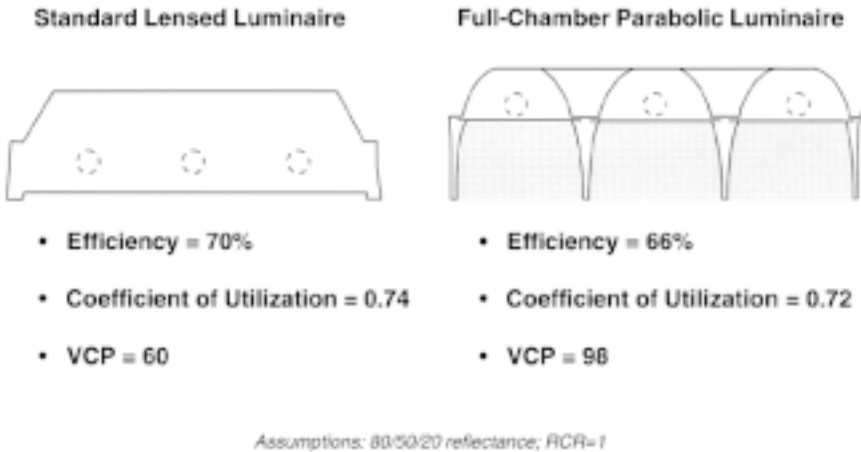 Standard Lensed Luminaire
Full-Chamber Parabolic Luminaire
• Efficiency = 70%
• Coefficient of Utilization = 0.74
• VCP = 60
• Efficiency = 66%
• Coefficient of Utilization = 0.72
• VCP = 98
Assumptions: 80/50/20 reflectance; RCR=1